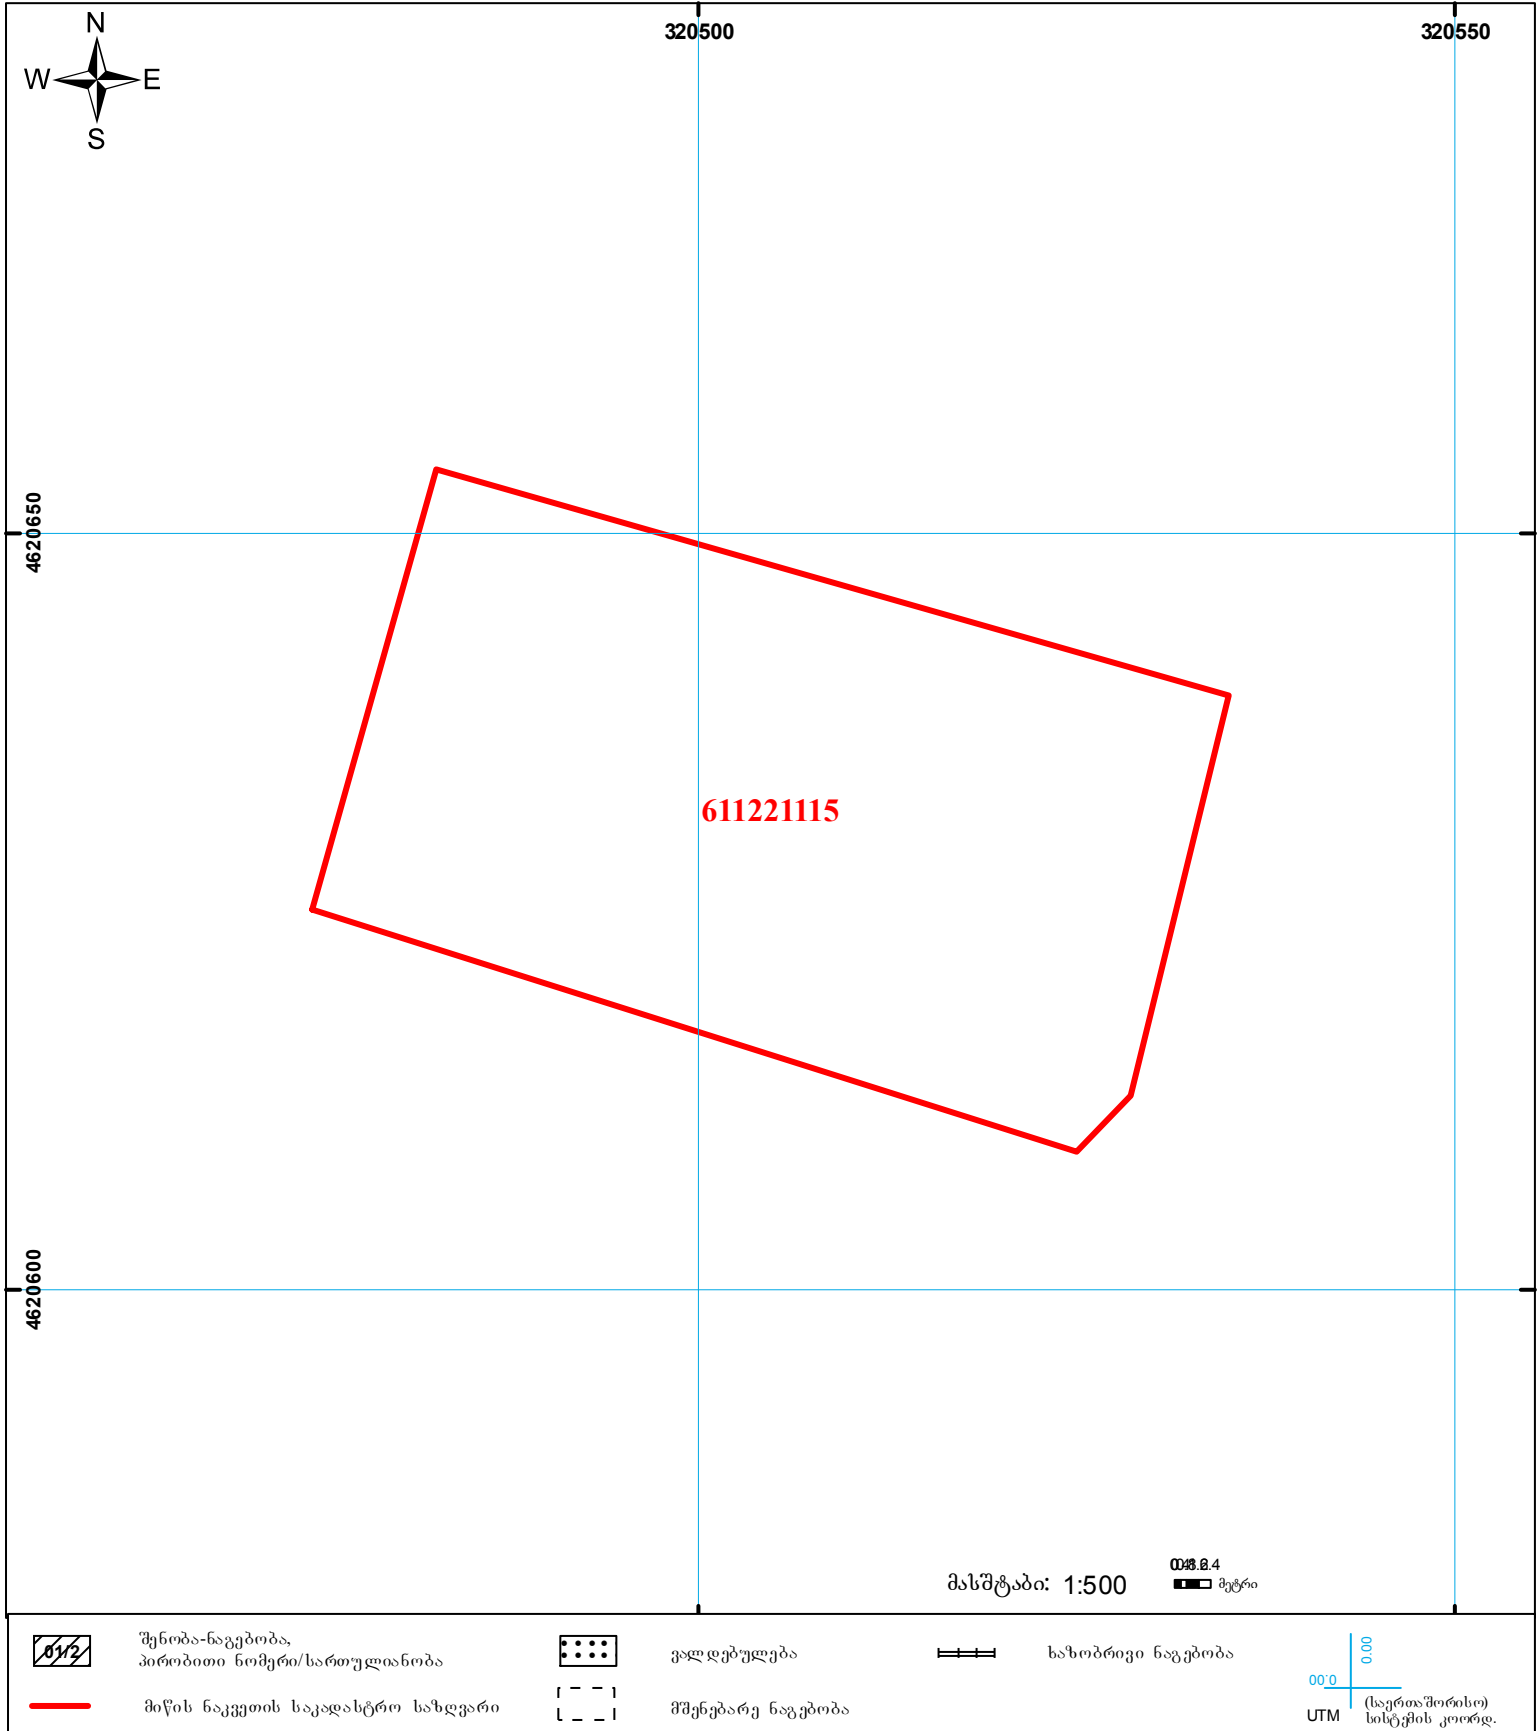 N
W E
S
320500
320550
4620650
4620600
611221115
მასშტაბი: 1:500
მეტრი
01/2
შენობა-ნაგებობა,
პირობითი ნომერი/სართულიანობა
ვალდებულება
ხაზობრივი ნაგებობა
მიწის ნაკვეთის საკადასტრო საზღვარი
მშენებარე ნაგებობა
0.00
00.0
UTM
(საერთაშორისო)
სისტემის კოორდ.